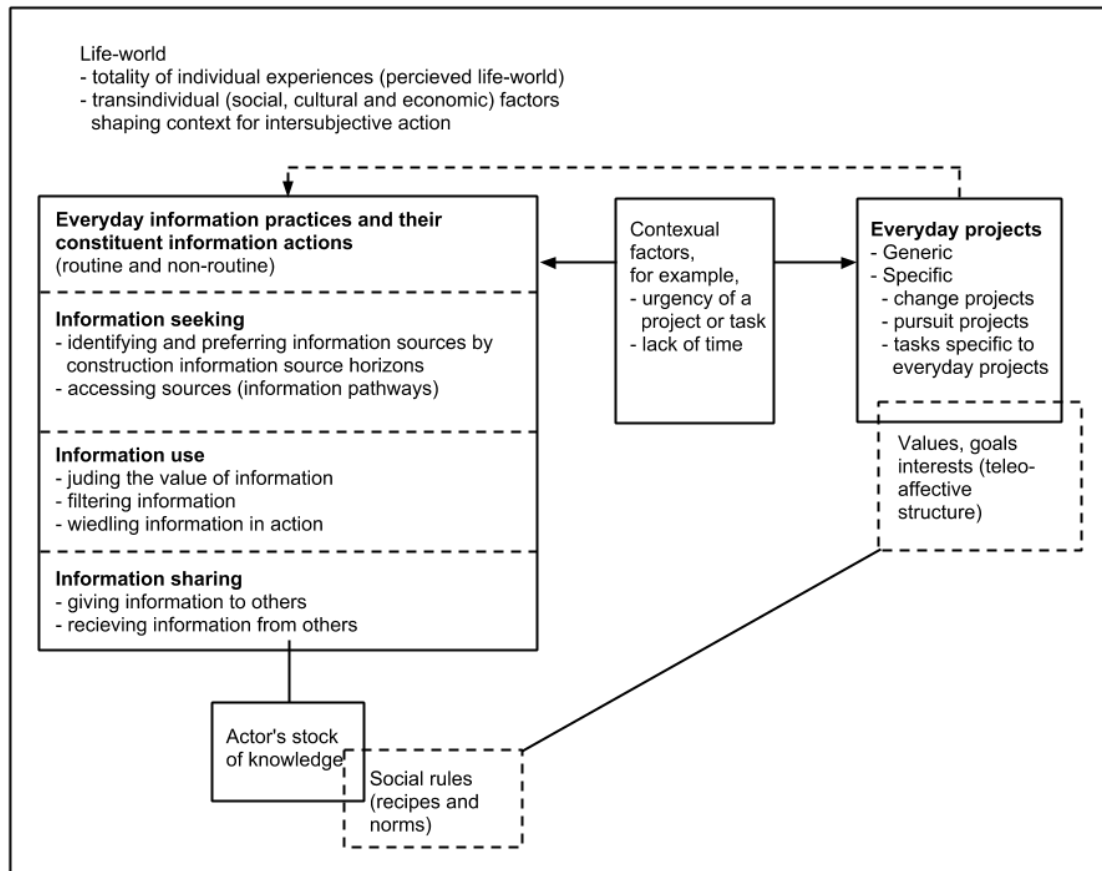 Life-world
- totality of individual experiences (percieved life-world)
- transindividual (social, cultural and economic) factors
shaping context for intersubjective action
Everyday information practices and their
constituent information actions
(routine and non-routine)
Information seeking
- identifying and preferring information sources by
construction information source horizons
- accessing sources (information pathways)
Information use
- juding the value of information
- filtering information
- wiedling information in action
Information sharing
- giving information to others
- recieving information from others
Contexual
factors,
for example,
- urgency of a
project or task
- lack of time
Everyday projects
- Generic
- Specific
- change projects
- pursuit projects
- tasks specific to
everyday projects
Values, goals
interests (teleo-
affective
structure)
Actor's stock
of knowledge
Social rules
(recipes and
norms)